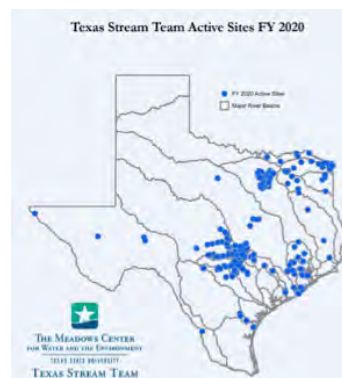 Texas Stream Team Active Sites FY 2020
FY 2020 Active Sites
Major River Basins
THE MEADOWS CENTER
FOR WATER AND THE ENVIRONMENT
TEXAS STATE UNIVERSITY
TEXAS STREAM TEAM